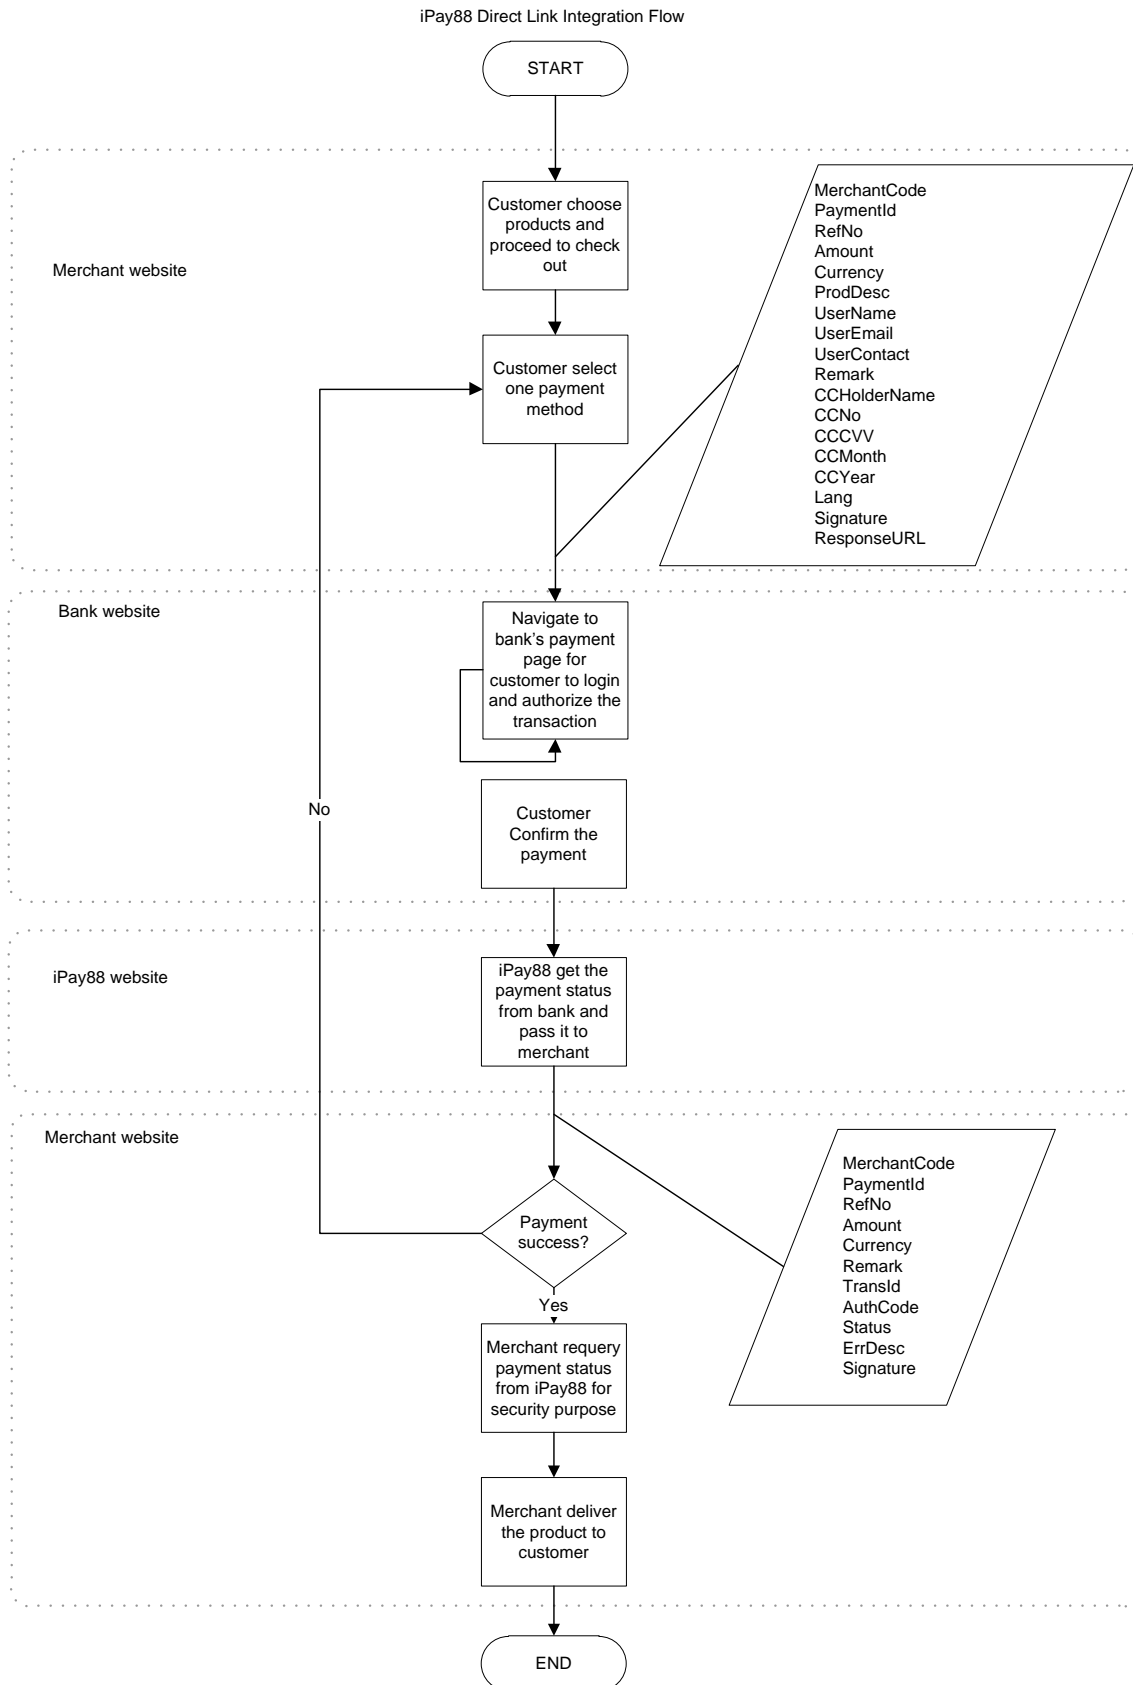 iPay88 Direct Link Integration Flow
START
Merchant website
Customer choose
products and
proceed to check
out
Customer select
one payment
method
MerchantCode
PaymentId
RefNo
Amount
Currency
ProdDesc
UserName
UserEmail
UserContact
Remark
CCHolderName
CCNo
CCCVV
CCMonth
CCYear
Lang
Signature
ResponseURL
Bank website
Navigate to
bank's payment
page for
customer to login
and authorize the
transaction
No
Customer
Confirm the
payment
iPay88 website
iPay88 get the
payment status
from bank and
pass it to
merchant
Merchant website
Payment
success?
MerchantCode
PaymentId
RefNo
Amount
Currency
Remark
TransId
AuthCode
Status
ErrDesc
Signature
Yes
Merchant requery
payment status
from iPay88 for
security purpose
Merchant deliver
the product to
customer
END